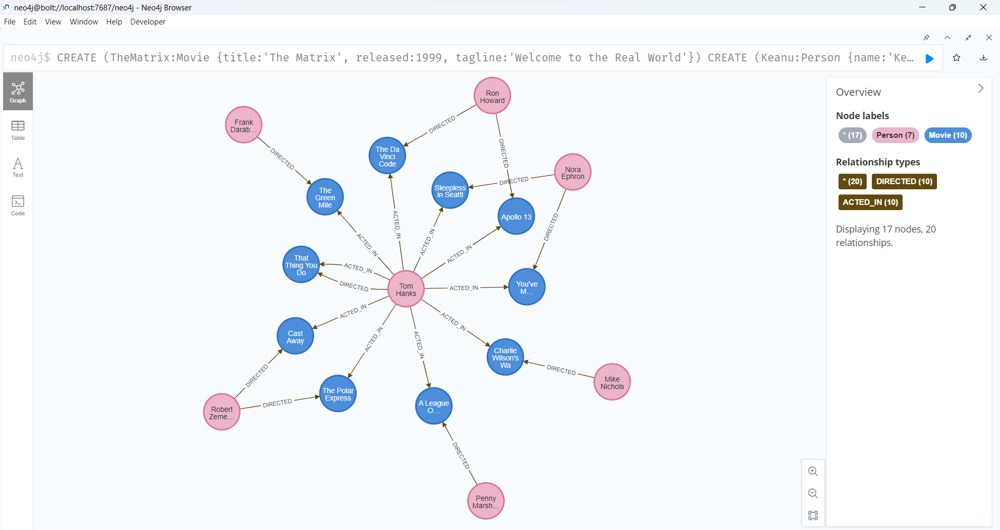 neo4j@bolt://localhost:7687/neo4j - Neo4j Browser
File Edit View Window Help Developer
neo4j$ CREATE (TheMatrix:Movie {title:'The Matrix', released:1999, tagline:'Welcome to the Real World'}) CREATE (Keanu:Person {name:'Ke…
Graph
Table
Text
Code
Ron
Howard
Frank
Darab…
DIRECTED
DIRECTED
DIRECTED
The Da
Vinci
Code
Nora
Ephron
DIRECTED
Sleepless
in Seattl
The
Green
Mile
Apollo 13
DIRECTED
ACTED_IN
ACTED_IN
ACTED_IN
ACTED_IN
That
Thing You
Do
ACTED_IN
DIRECTED
Tom
Hanks
ACTED_IN
You've
M…
ACTED_IN
ACTED_IN
Cast
Away
ACTED_IN
ACTED_IN
Charlie
Wilson's
Wa
DIRECTED
DIRECTED
Mike
Nichols
The Polar
Express
DIRECTED
A League
O…
Robert
Zeme…
DIRECTED
Penny
Marsh…
Overview
Node labels
* (17) Person (7) Movie (10)
Relationship types
* (20) DIRECTED (10)
ACTED_IN (10)
Displaying 17 nodes, 20
relationships.